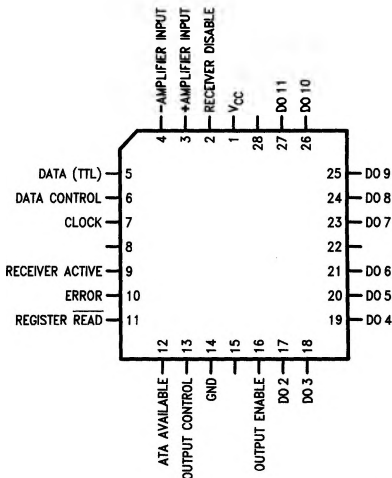 -AMPLIFIER INPUT
+AMPLIFIER INPUT
RECEIVER DISABLE
VCC
DO 11
DO 10
4
3
2
1
28
27
26
DATA (TTL)
5
DATA CONTROL
6
CLOCK
7
8
RECEIVER ACTIVE
9
ERROR
10
REGISTER READ
11
25
DO 9
24
DO 8
23
DO 7
22
21
DO 6
20
DO 5
19
DO 4
12
13
14
15
16
17
18
ATA AVAILABLE
OUTPUT CONTROL
GND
OUTPUT ENABLE
DO 2
DO 3